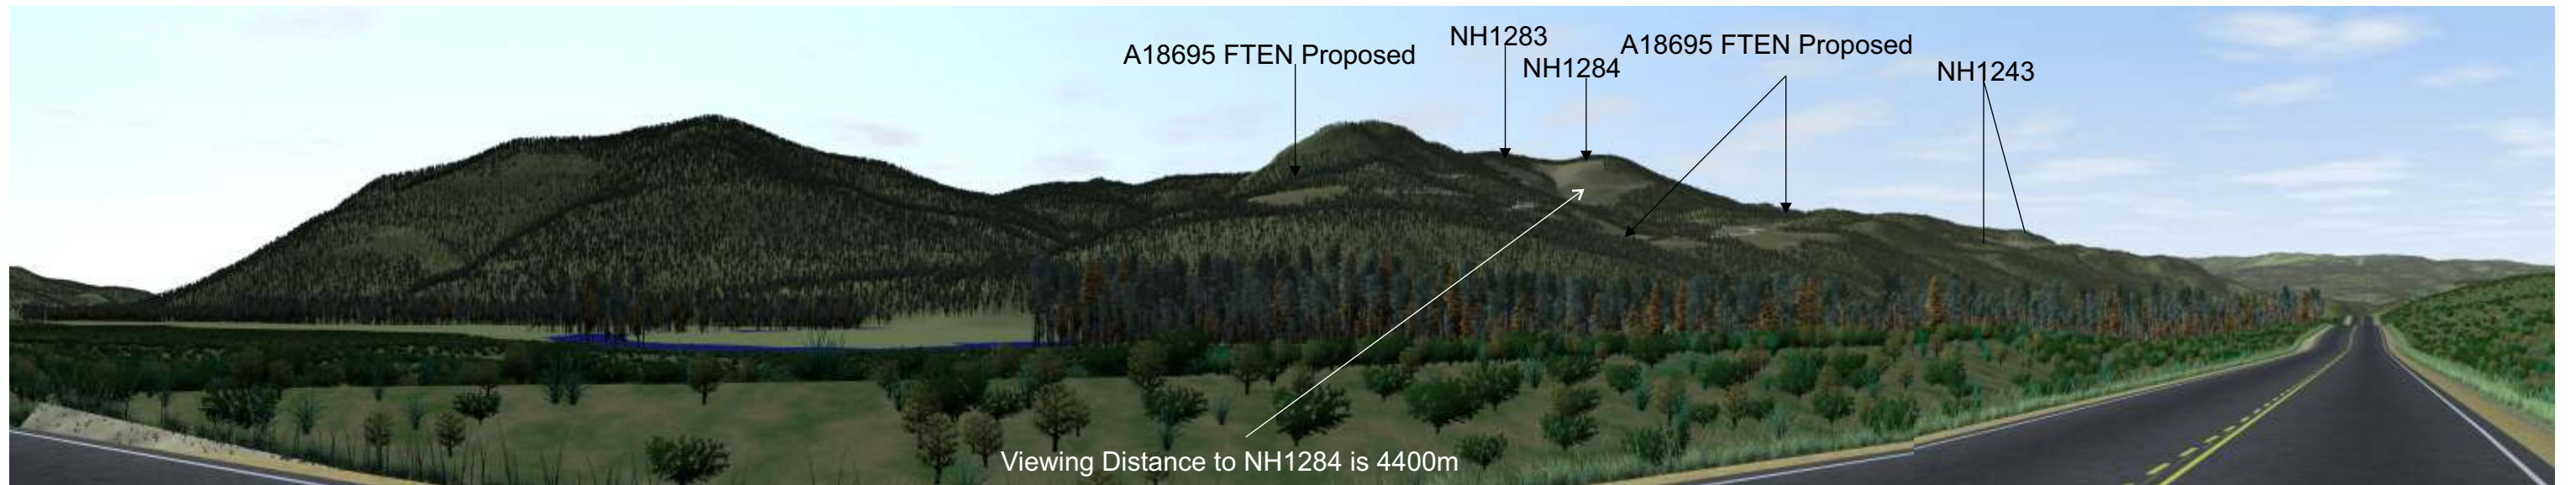 A18695 FTEN Proposed
NH1283
NH1284
A18695 FTEN Proposed
NH1243
Viewing Distance to NH1284 is 4400m